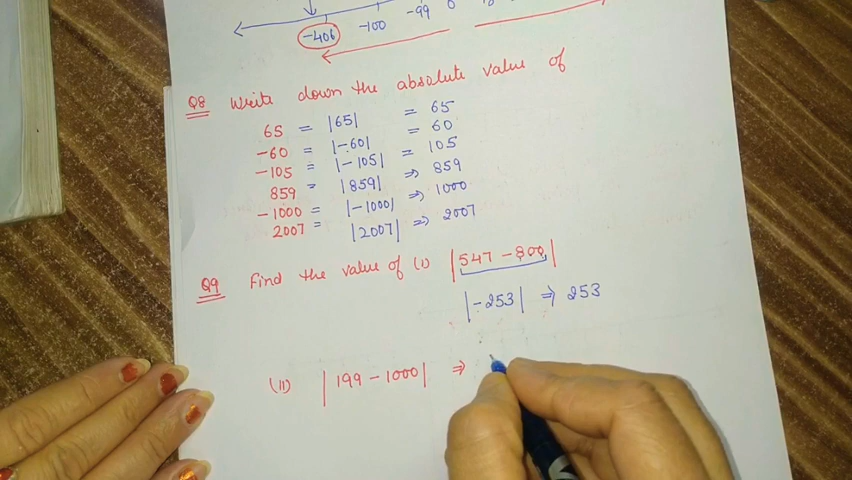 -406 -100 -99 0
Q8 Write down the absolute value of
65 = |65| = 65
-60 = |-60| = 60
-105 = |-105| = 105
859 = |859| ⇒ 859
-1000 = |-1000| ⇒ 1000
2007 = |2007| ⇒ 2007
Q9 Find the value of (i) |547 - 800|
|-253| ⇒ 253
(ii) |199 - 1000| ⇒